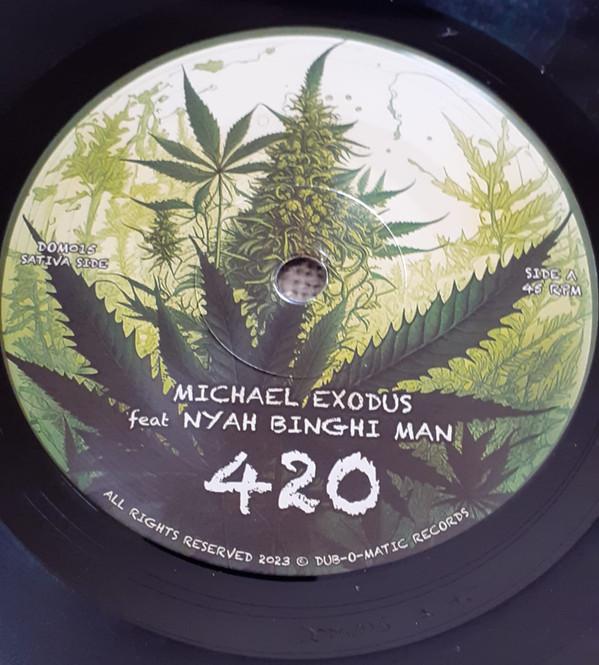 DOM015
SATIVA SIDE
SIDE A
45 RPM
MICHAEL EXODUS
feat NYAH BINGHI MAN
420
ALL RIGHTS RESERVED 2023 © DUB-O-MATIC RECORDS